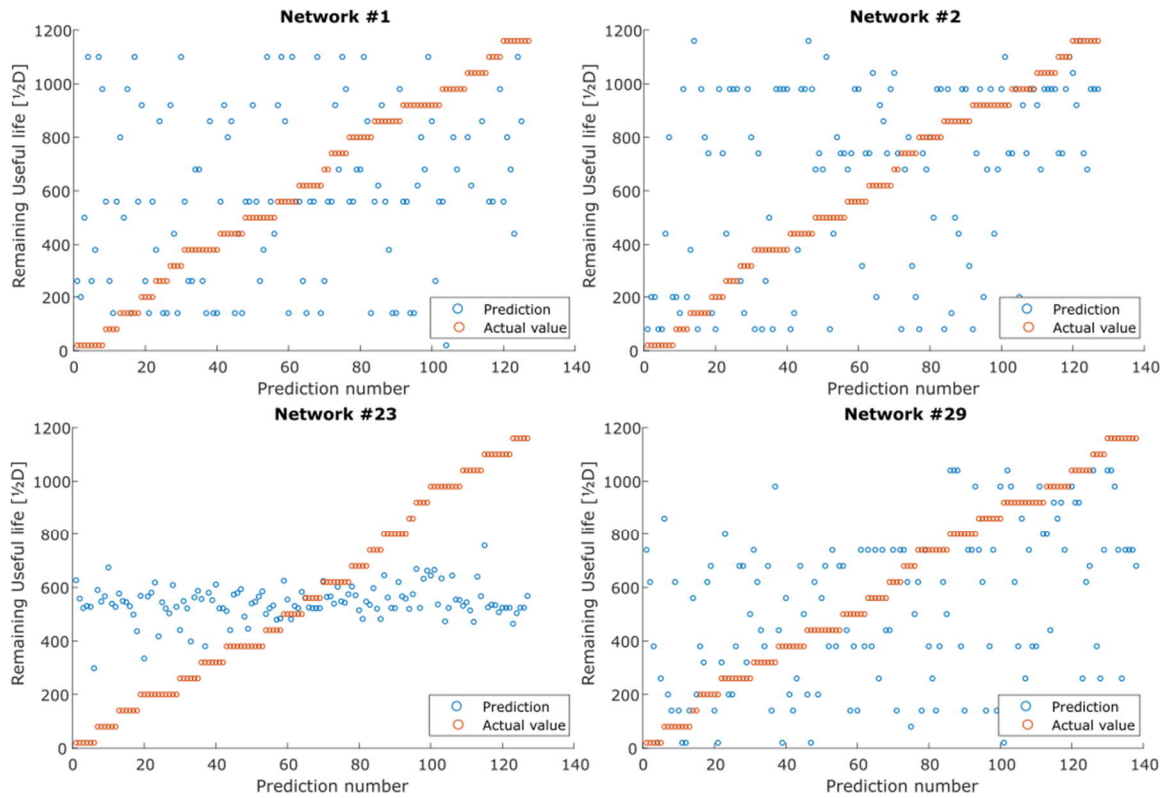 Network #1
Remaining Useful life [½D]
1200
1000
800
600
400
200
0
0 20 40 60 80 100 120 140
Prediction number
Prediction
Actual value
Network #2
Remaining Useful life [½D]
1200
1000
800
600
400
200
0
0 20 40 60 80 100 120 140
Prediction number
Prediction
Actual value
Network #23
Remaining Useful life [½D]
1200
1000
800
600
400
200
0
0 20 40 60 80 100 120 140
Prediction number
Prediction
Actual value
Network #29
Remaining Useful life [½D]
1200
1000
800
600
400
200
0
0 20 40 60 80 100 120 140
Prediction number
Prediction
Actual value